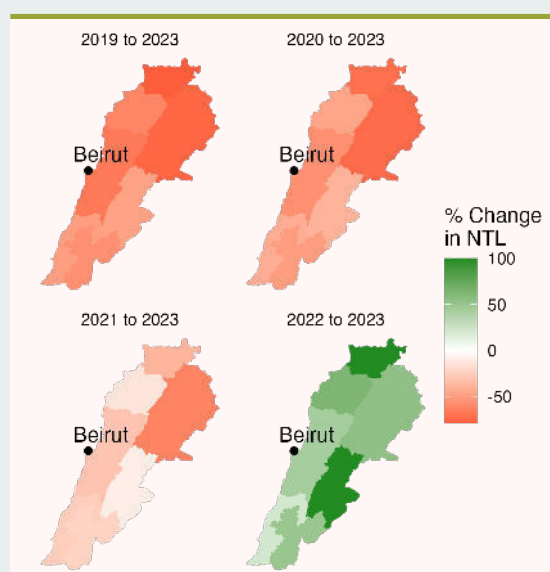 2019 to 2023
2020 to 2023
Beirut
Beirut
% Change
in NTL
100
50
0
-50
2021 to 2023
2022 to 2023
Beirut
Beirut